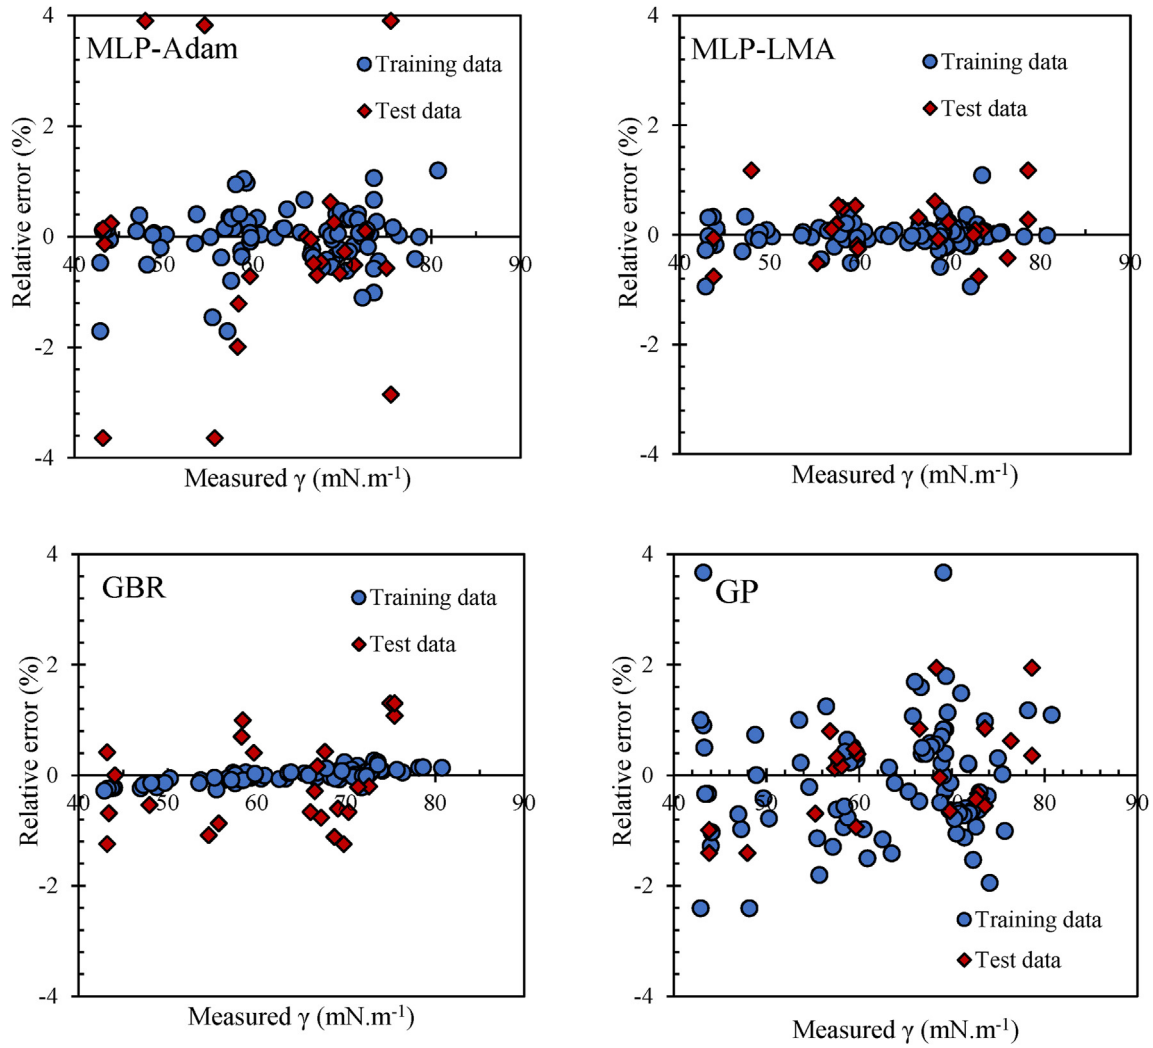 4
MLP-Adam
Training data
Test data
2
0
40
50
60
70
80
90
-2
-4
Relative error (%)
Measured γ (mN.m-1)
4
MLP-LMA
Training data
Test data
2
0
40
50
60
70
80
90
-2
-4
Relative error (%)
Measured γ (mN.m-1)
4
GBR
Training data
Test data
2
0
40
50
60
70
80
90
-2
-4
Relative error (%)
Measured γ (mN.m-1)
4
GP
2
0
40
50
60
70
80
90
-2
Training data
Test data
-4
Relative error (%)
Measured γ (mN.m-1)